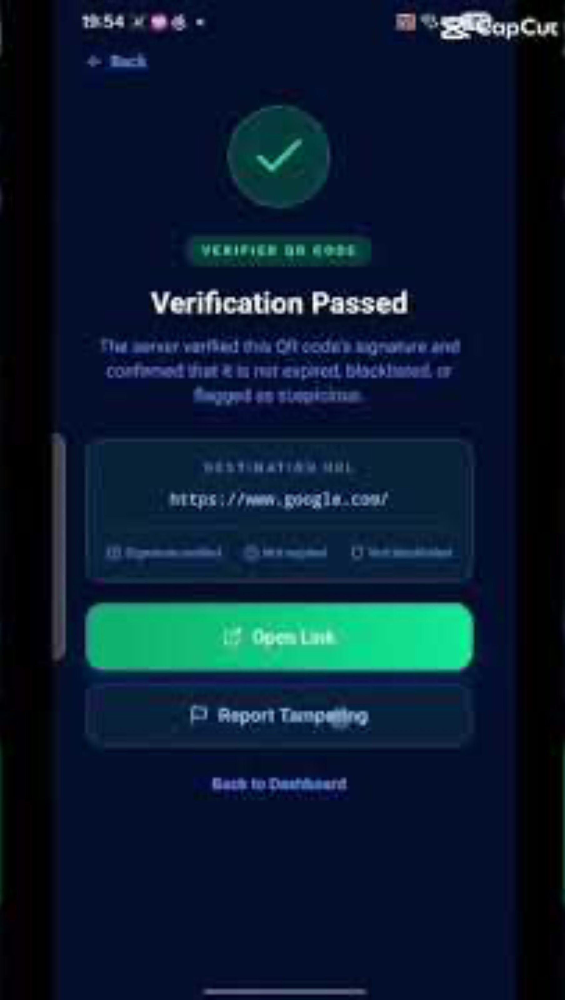 19:54
CapCut
Back
VERIFIED QR CODE
Verification Passed
The server verified this QR code's signature and
confirmed that it is not expired, blacklisted, or
flagged as suspicious.
DESTINATION URL
https://www.google.com/
Signature verified Not expired Not blacklisted
Open Link
Report Tampering
Back to Dashboard